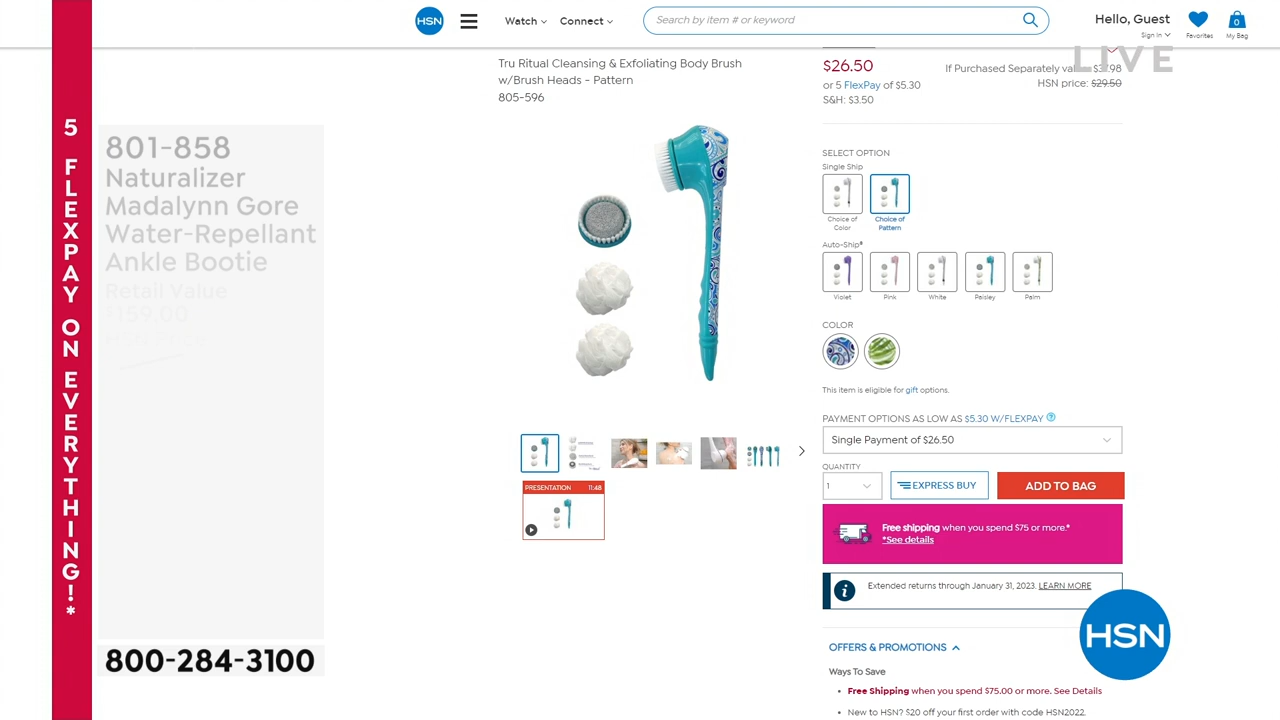 HSN
Watch
Connect
Search by item # or keyword
Hello, Guest
Sign in
Favorites
0
My Bag
LIVE
5 FLEXPAY ON EVERYTHING!*
801-858
Naturalizer
Madalynn Gore
Water-Repellant
Ankle Bootie
Retail Value
$159.00
800-284-3100
Tru Ritual Cleansing & Exfoliating Body Brush
w/Brush Heads - Pattern
805-596
PRESENTATION 11:48
$26.50
or 5 FlexPay of $5.30
S&H: $3.50
If Purchased Separately
HSN price: $29.50
SELECT OPTION
Single Ship
Choice of
Color
Choice of
Pattern
Auto-Ship®
Violet
Pink
White
Paisley
Palm
COLOR
This item is eligible for gift options.
PAYMENT OPTIONS AS LOW AS $5.30 W/FLEXPAY ?
Single Payment of $26.50
QUANTITY
1
EXPRESS BUY
ADD TO BAG
Free shipping when you spend $75 or more.*
*See details
i
Extended returns through January 31, 2023. LEARN MORE
HSN
OFFERS & PROMOTIONS
Ways To Save
• Free Shipping when you spend $75.00 or more. See Details
• New to HSN? $20 off your first order with code HSN2022.